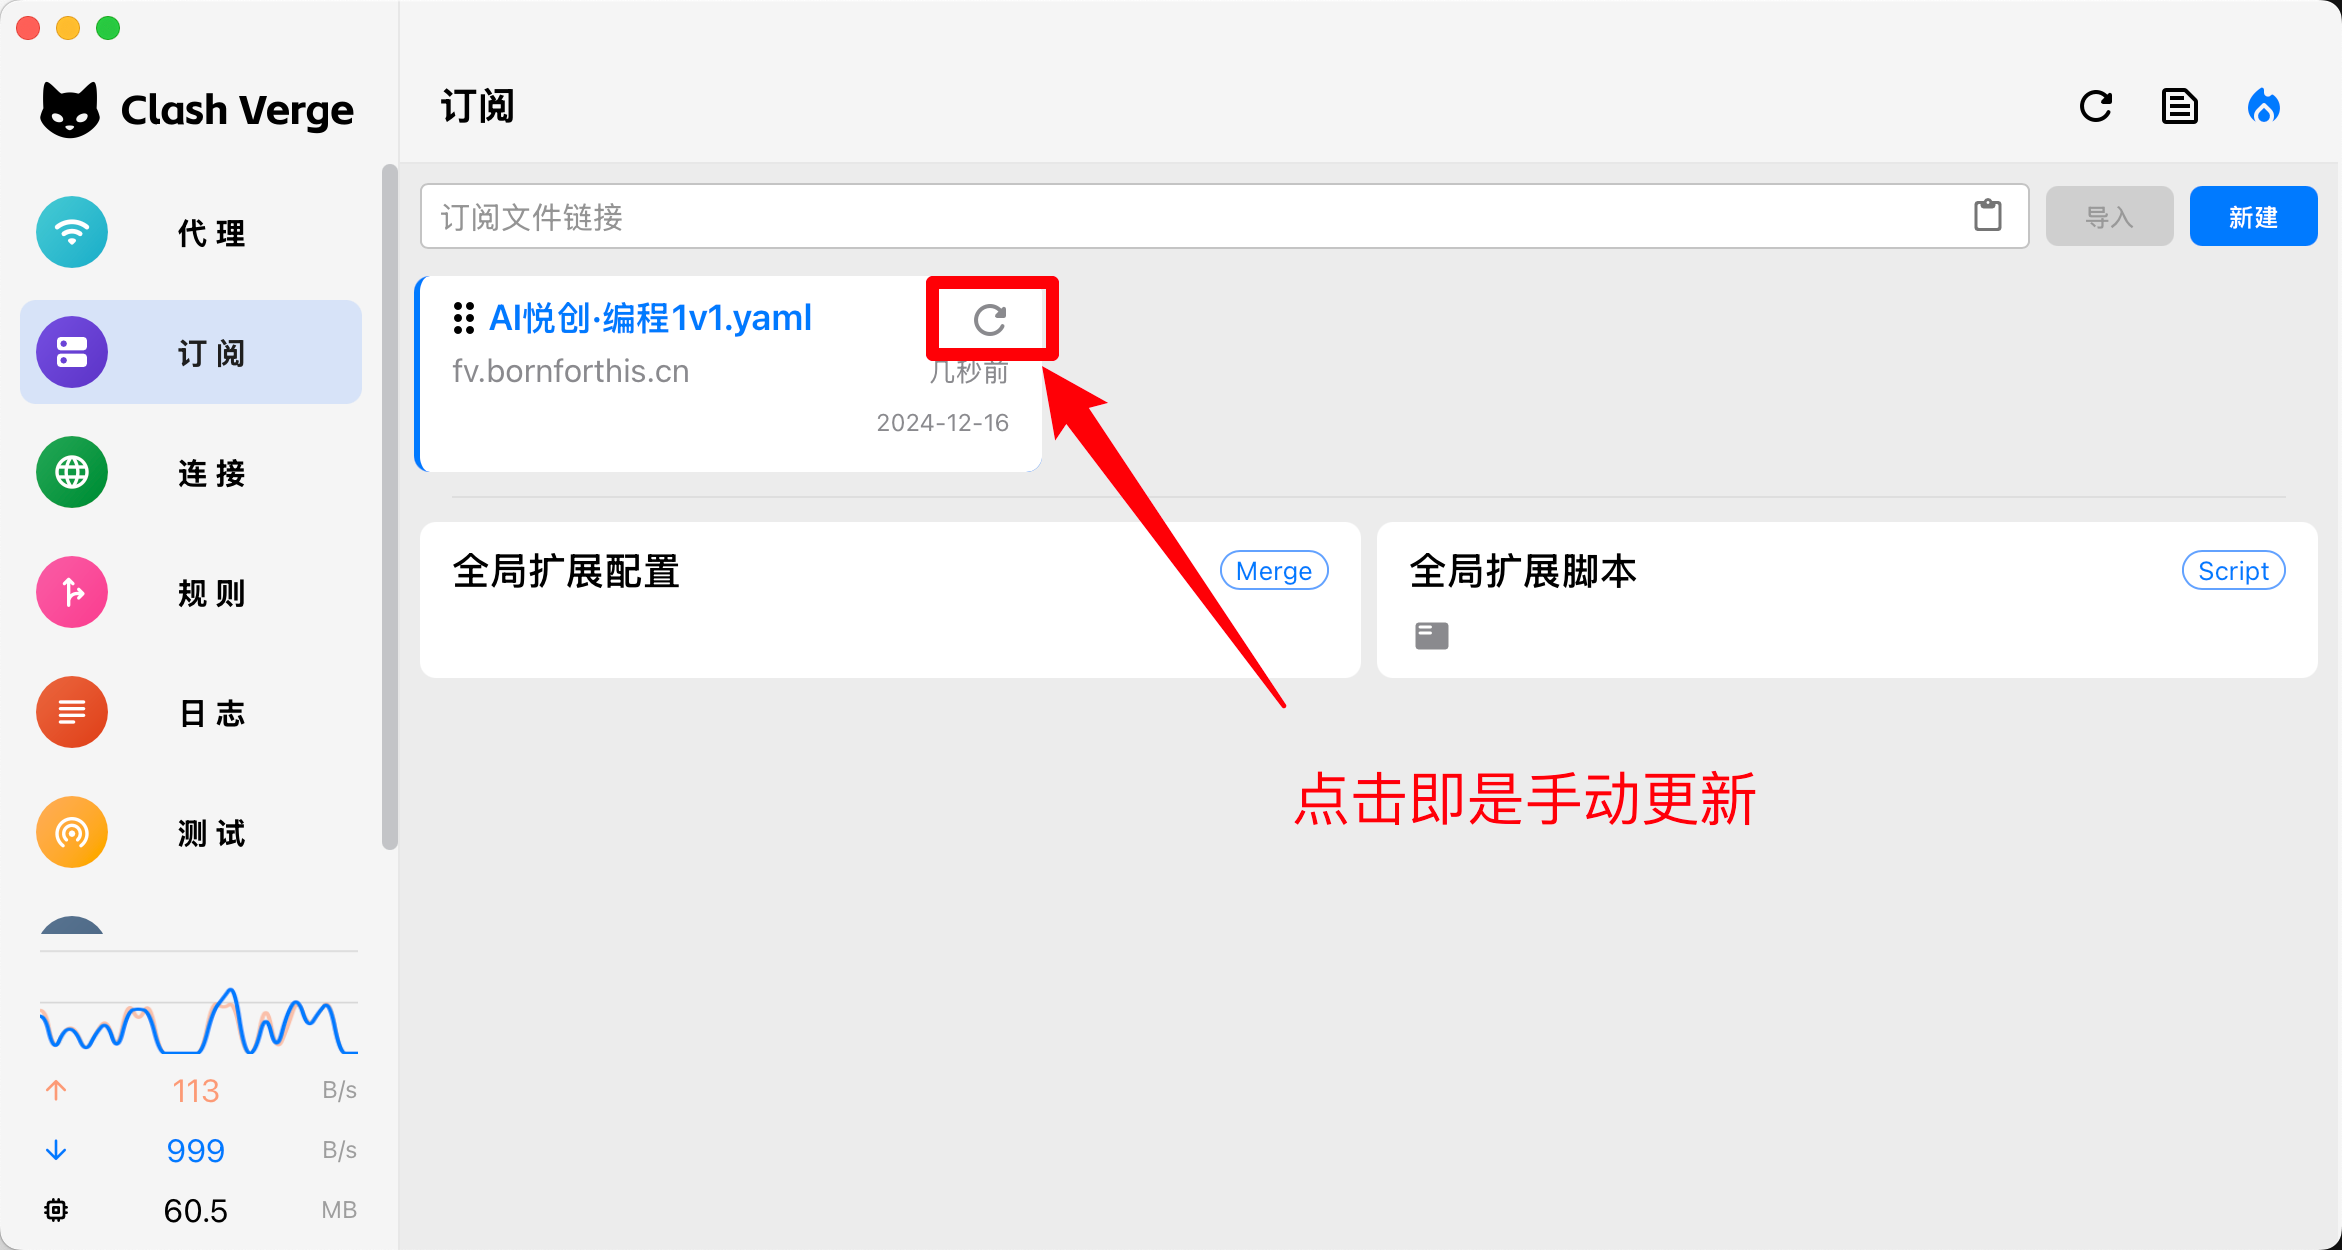 Clash Verge
代 理
订 阅
连 接
规 则
日 志
测 试
113 B/s
999 B/s
60.5 MB
订阅
订阅文件链接
导入
新建
AI悦创·编程1v1.yaml
fv.bornforthis.cn
几秒前
2024-12-16
全局扩展配置
Merge
全局扩展脚本
Script
点击即是手动更新